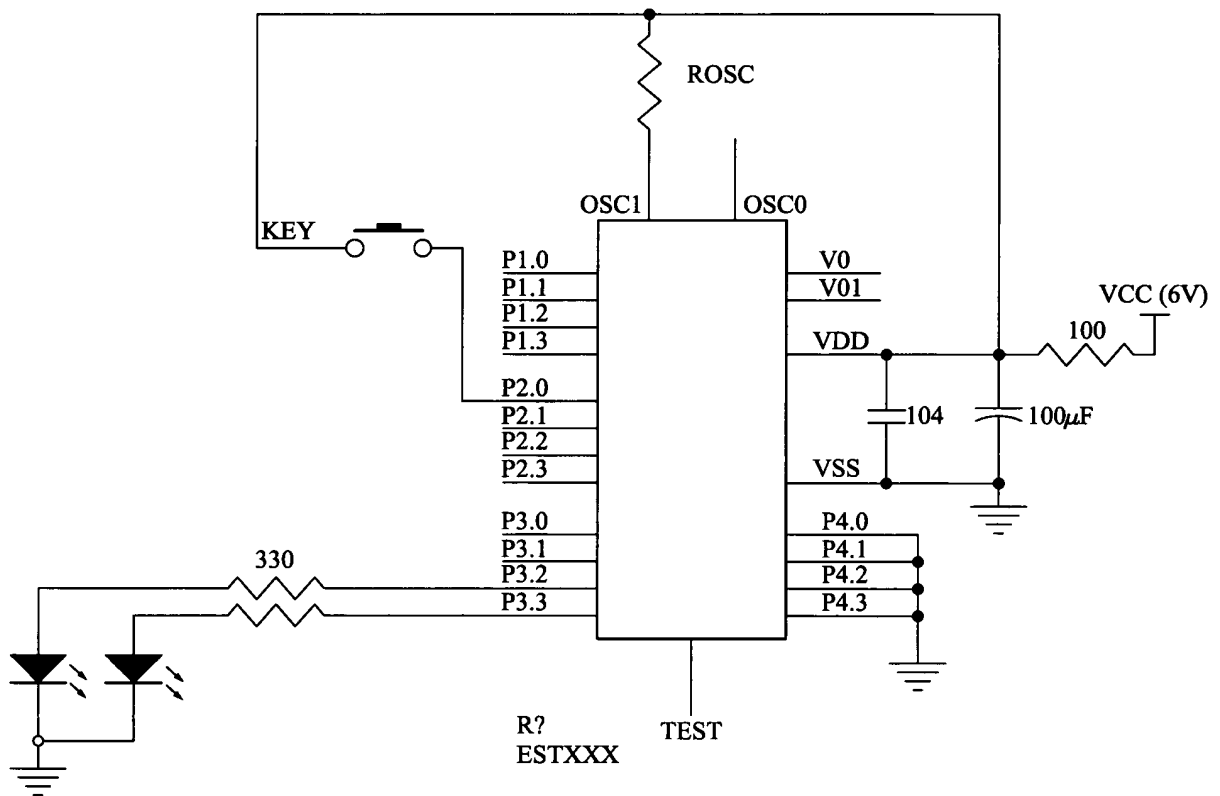 ROSC
OSC1
OSC0
KEY
P1.0
P1.1
P1.2
P1.3
P2.0
P2.1
P2.2
P2.3
P3.0
P3.1
P3.2
P3.3
V0
V01
VDD
VSS
P4.0
P4.1
P4.2
P4.3
VCC (6V)
100
104
100μF
330
R?
ESTXXX
TEST